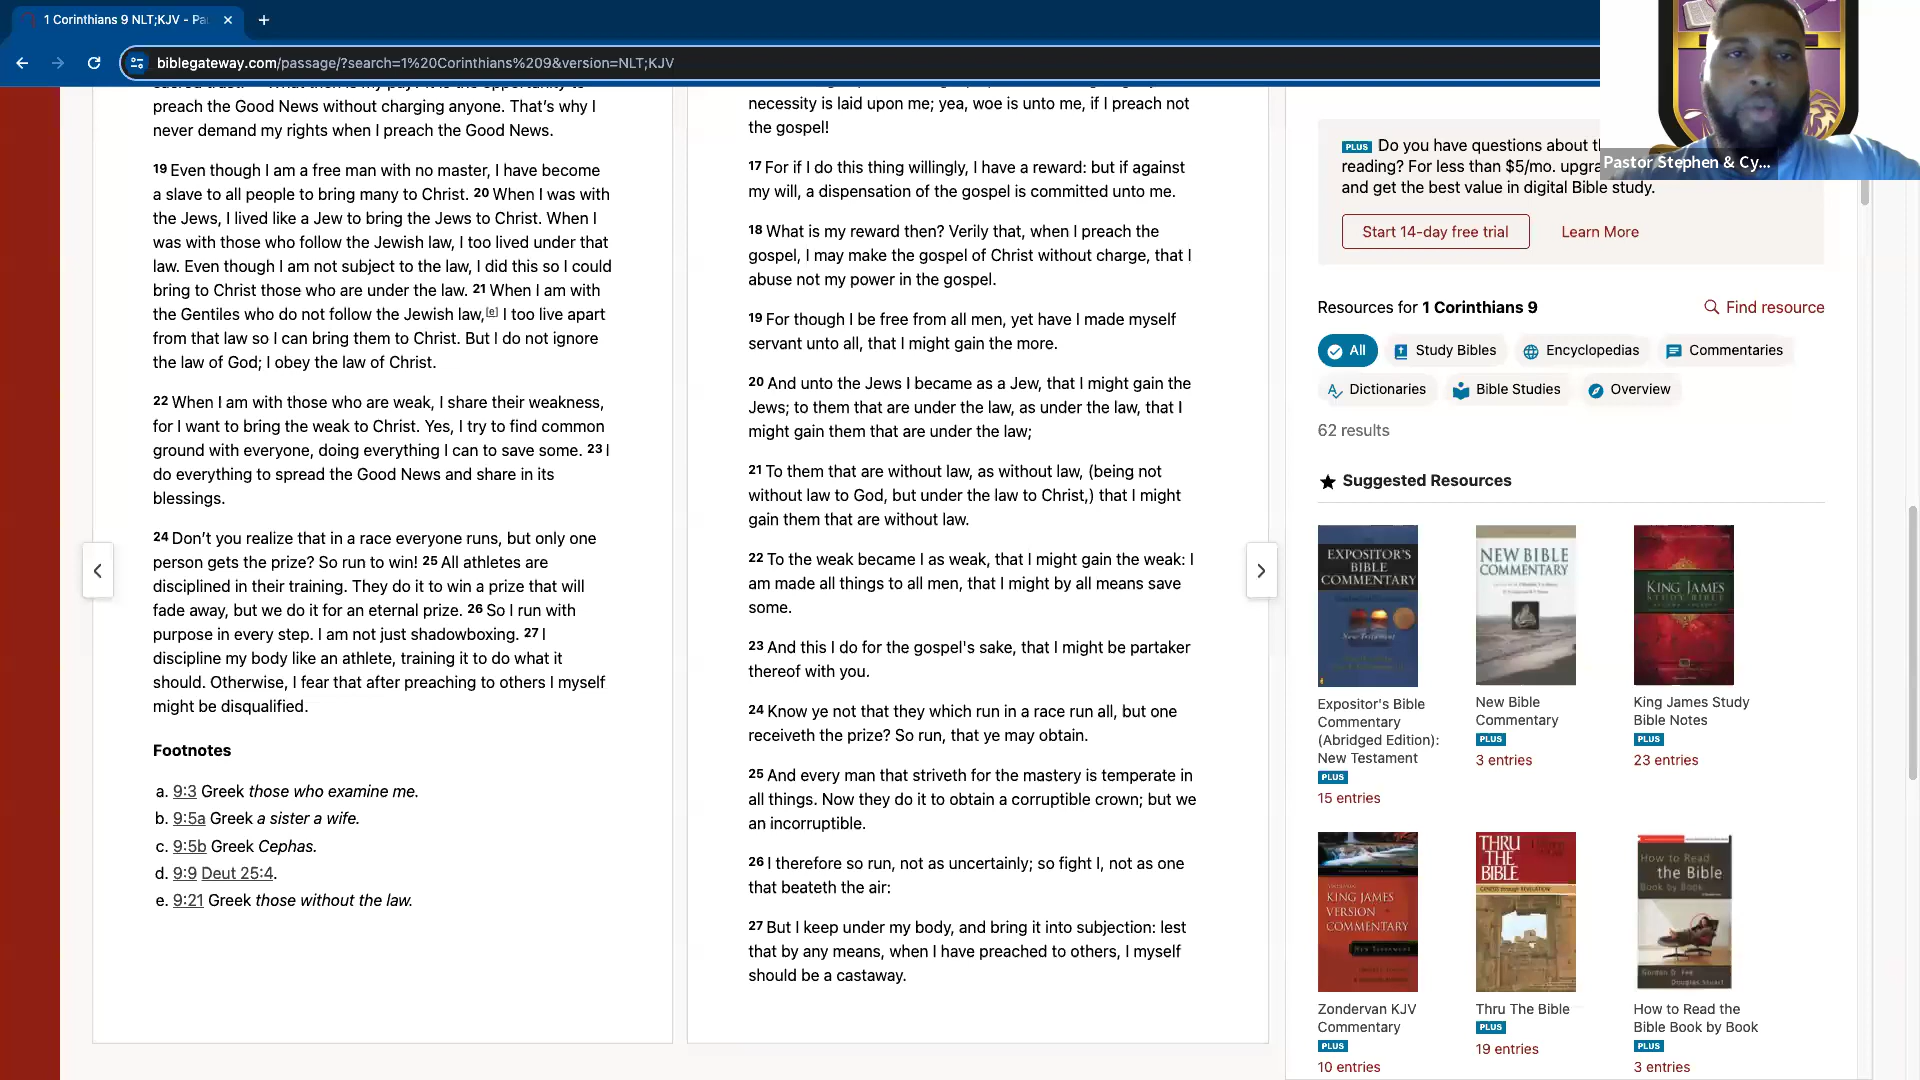 1 Corinthians 9 NLT;KJV - Pa
biblegateway.com/passage/?search=1%20Corinthians%209&version=NLT;KJV
preach the Good News without charging anyone. That’s why I
never demand my rights when I preach the Good News.
19 Even though I am a free man with no master, I have become
a slave to all people to bring many to Christ. 20 When I was with
the Jews, I lived like a Jew to bring the Jews to Christ. When I
was with those who follow the Jewish law, I too lived under that
law. Even though I am not subject to the law, I did this so I could
bring to Christ those who are under the law. 21 When I am with
the Gentiles who do not follow the Jewish law,[e] I too live apart
from that law so I can bring them to Christ. But I do not ignore
the law of God; I obey the law of Christ.
22 When I am with those who are weak, I share their weakness,
for I want to bring the weak to Christ. Yes, I try to find common
ground with everyone, doing everything I can to save some. 23 I
do everything to spread the Good News and share in its
blessings.
24 Don’t you realize that in a race everyone runs, but only one
person gets the prize? So run to win! 25 All athletes are
disciplined in their training. They do it to win a prize that will
fade away, but we do it for an eternal prize. 26 So I run with
purpose in every step. I am not just shadowboxing. 27 I
discipline my body like an athlete, training it to do what it
should. Otherwise, I fear that after preaching to others I myself
might be disqualified.
Footnotes
a. 9:3 Greek those who examine me.
b. 9:5a Greek a sister a wife.
c. 9:5b Greek Cephas.
d. 9:9 Deut 25:4.
e. 9:21 Greek those without the law.
necessity is laid upon me; yea, woe is unto me, if I preach not
the gospel!
17 For if I do this thing willingly, I have a reward: but if against
my will, a dispensation of the gospel is committed unto me.
18 What is my reward then? Verily that, when I preach the
gospel, I may make the gospel of Christ without charge, that I
abuse not my power in the gospel.
19 For though I be free from all men, yet have I made myself
servant unto all, that I might gain the more.
20 And unto the Jews I became as a Jew, that I might gain the
Jews; to them that are under the law, as under the law, that I
might gain them that are under the law;
21 To them that are without law, as without law, (being not
without law to God, but under the law to Christ,) that I might
gain them that are without law.
22 To the weak became I as weak, that I might gain the weak: I
am made all things to all men, that I might by all means save
some.
23 And this I do for the gospel's sake, that I might be partaker
thereof with you.
24 Know ye not that they which run in a race run all, but one
receiveth the prize? So run, that ye may obtain.
25 And every man that striveth for the mastery is temperate in
all things. Now they do it to obtain a corruptible crown; but we
an incorruptible.
26 I therefore so run, not as uncertainly; so fight I, not as one
that beateth the air:
27 But I keep under my body, and bring it into subjection: lest
that by any means, when I have preached to others, I myself
should be a castaway.
Pastor Stephen & Cy...
PLUS Do you have questions about
reading? For less than $5/mo.
and get the best value in digital Bible study.
Start 14-day free trial Learn More
Resources for 1 Corinthians 9 Find resource
All Study Bibles Encyclopedias Commentaries
Dictionaries Bible Studies Overview
62 results
Suggested Resources
EXPOSITOR'S
BIBLE
COMMENTARY
New Testament
Expositor's Bible
Commentary
(Abridged Edition):
New Testament
PLUS
15 entries
NEW BIBLE
COMMENTARY
New Bible
Commentary
PLUS
3 entries
KING JAMES
STUDY BIBLE
King James Study
Bible Notes
PLUS
23 entries
KING JAMES
VERSION
COMMENTARY
NEW TESTAMENT
Zondervan KJV
Commentary
PLUS
10 entries
THRU
THE
BIBLE
GENESIS through REVELATION
Thru The Bible
PLUS
19 entries
How to Read
the Bible
Book by Book
Gordon D. Fee
Douglas Stuart
How to Read the
Bible Book by Book
PLUS
3 entries